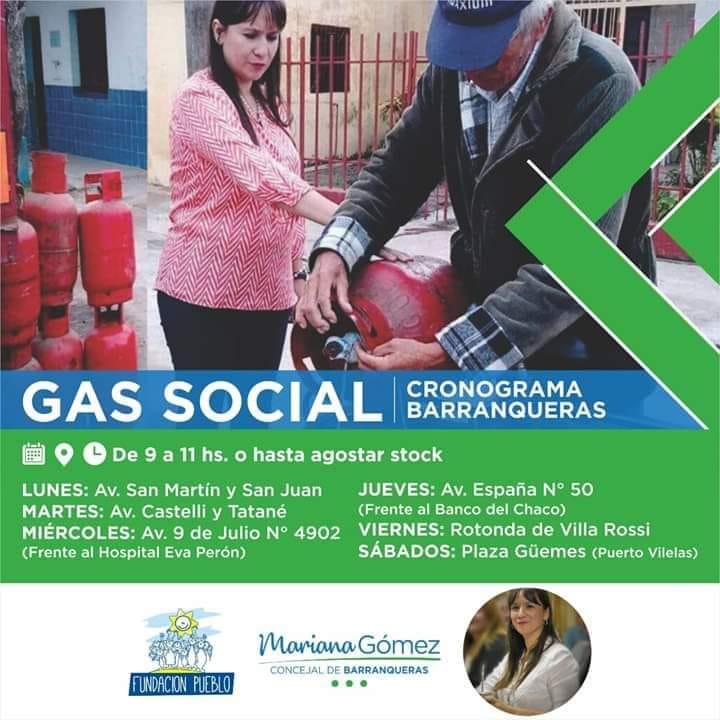 MAXIUM
GAS SOCIAL
CRONOGRAMA
BARRANQUERAS
De 9 a 11 hs. o hasta agostar stock
LUNES: Av. San Martín y San Juan
MARTES: Av. Castelli y Tatané
MIÉRCOLES: Av. 9 de Julio N° 4902
(Frente al Hospital Eva Perón)
JUEVES: Av. España N° 50
(Frente al Banco del Chaco)
VIERNES: Rotonda de Villa Rossi
SÁBADOS: Plaza Güemes (Puerto Vilelas)
FUNDACION PUEBLO
Mariana Gómez
CONCEJAL DE BARRANQUERAS